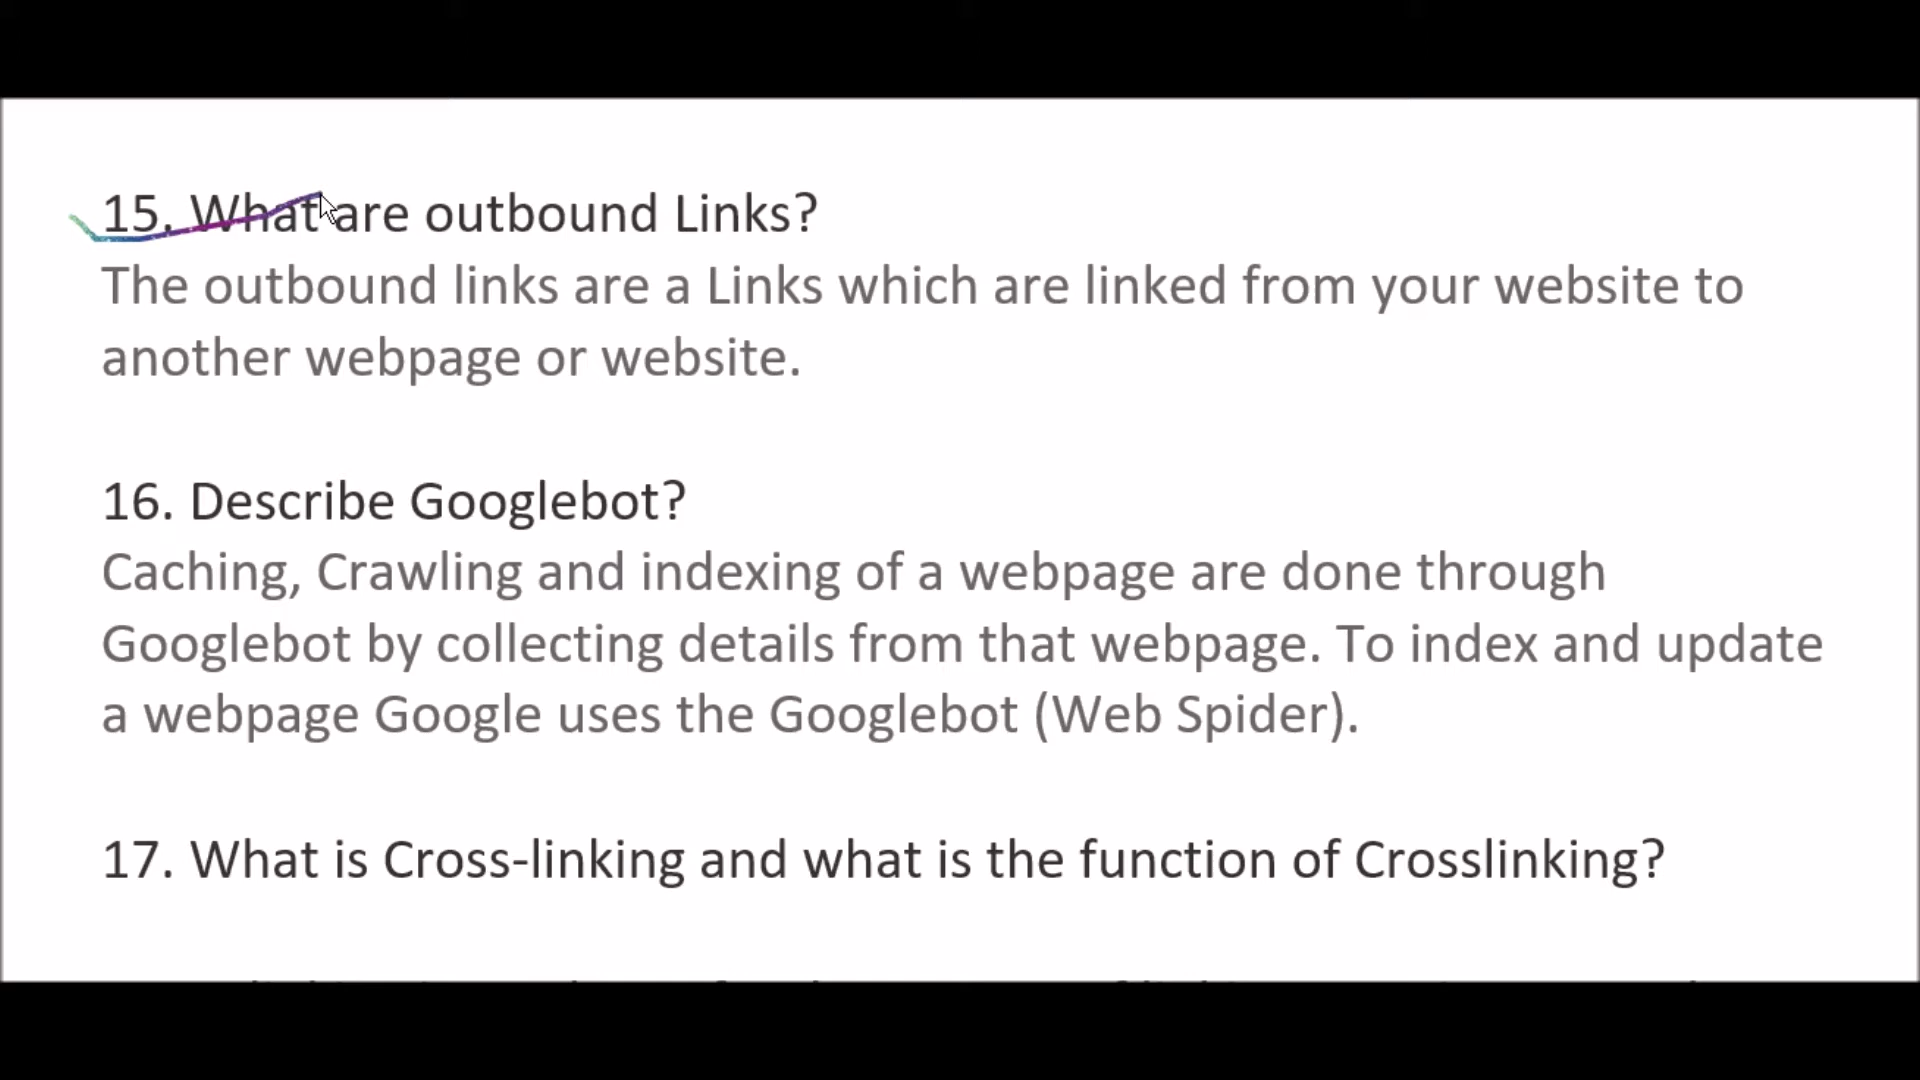 15. What are outbound Links?
The outbound links are a Links which are linked from your website to
another webpage or website.
16. Describe Googlebot?
Caching, Crawling and indexing of a webpage are done through
Googlebot by collecting details from that webpage. To index and update
a webpage Google uses the Googlebot (Web Spider).
17. What is Cross-linking and what is the function of Crosslinking?